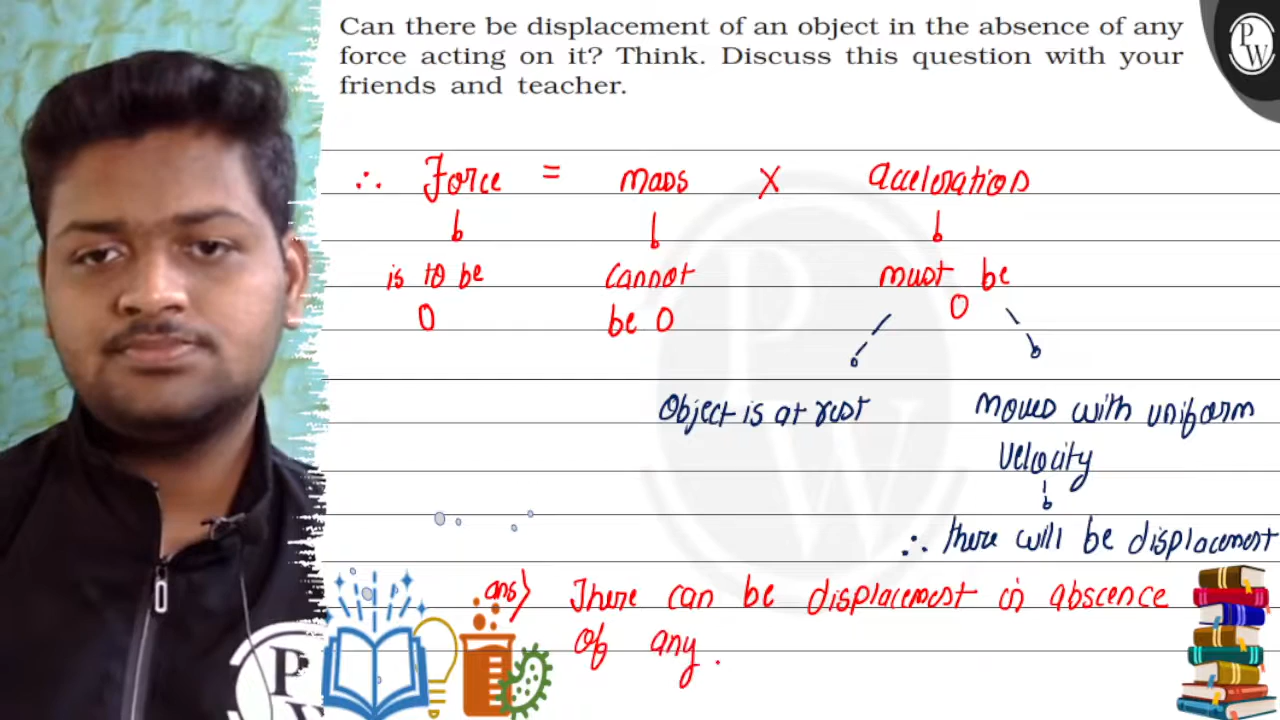 Can there be displacement of an object in the absence of any
force acting on it? Think. Discuss this question with your
friends and teacher.
PW
∴ Force = mass × acceleration
is to be cannot must be
0 be 0 0
Object is at rest moves with uniform
velocity
∴ there will be displacement
ans) There can be displacement in abscence
of any.
PW
P
W